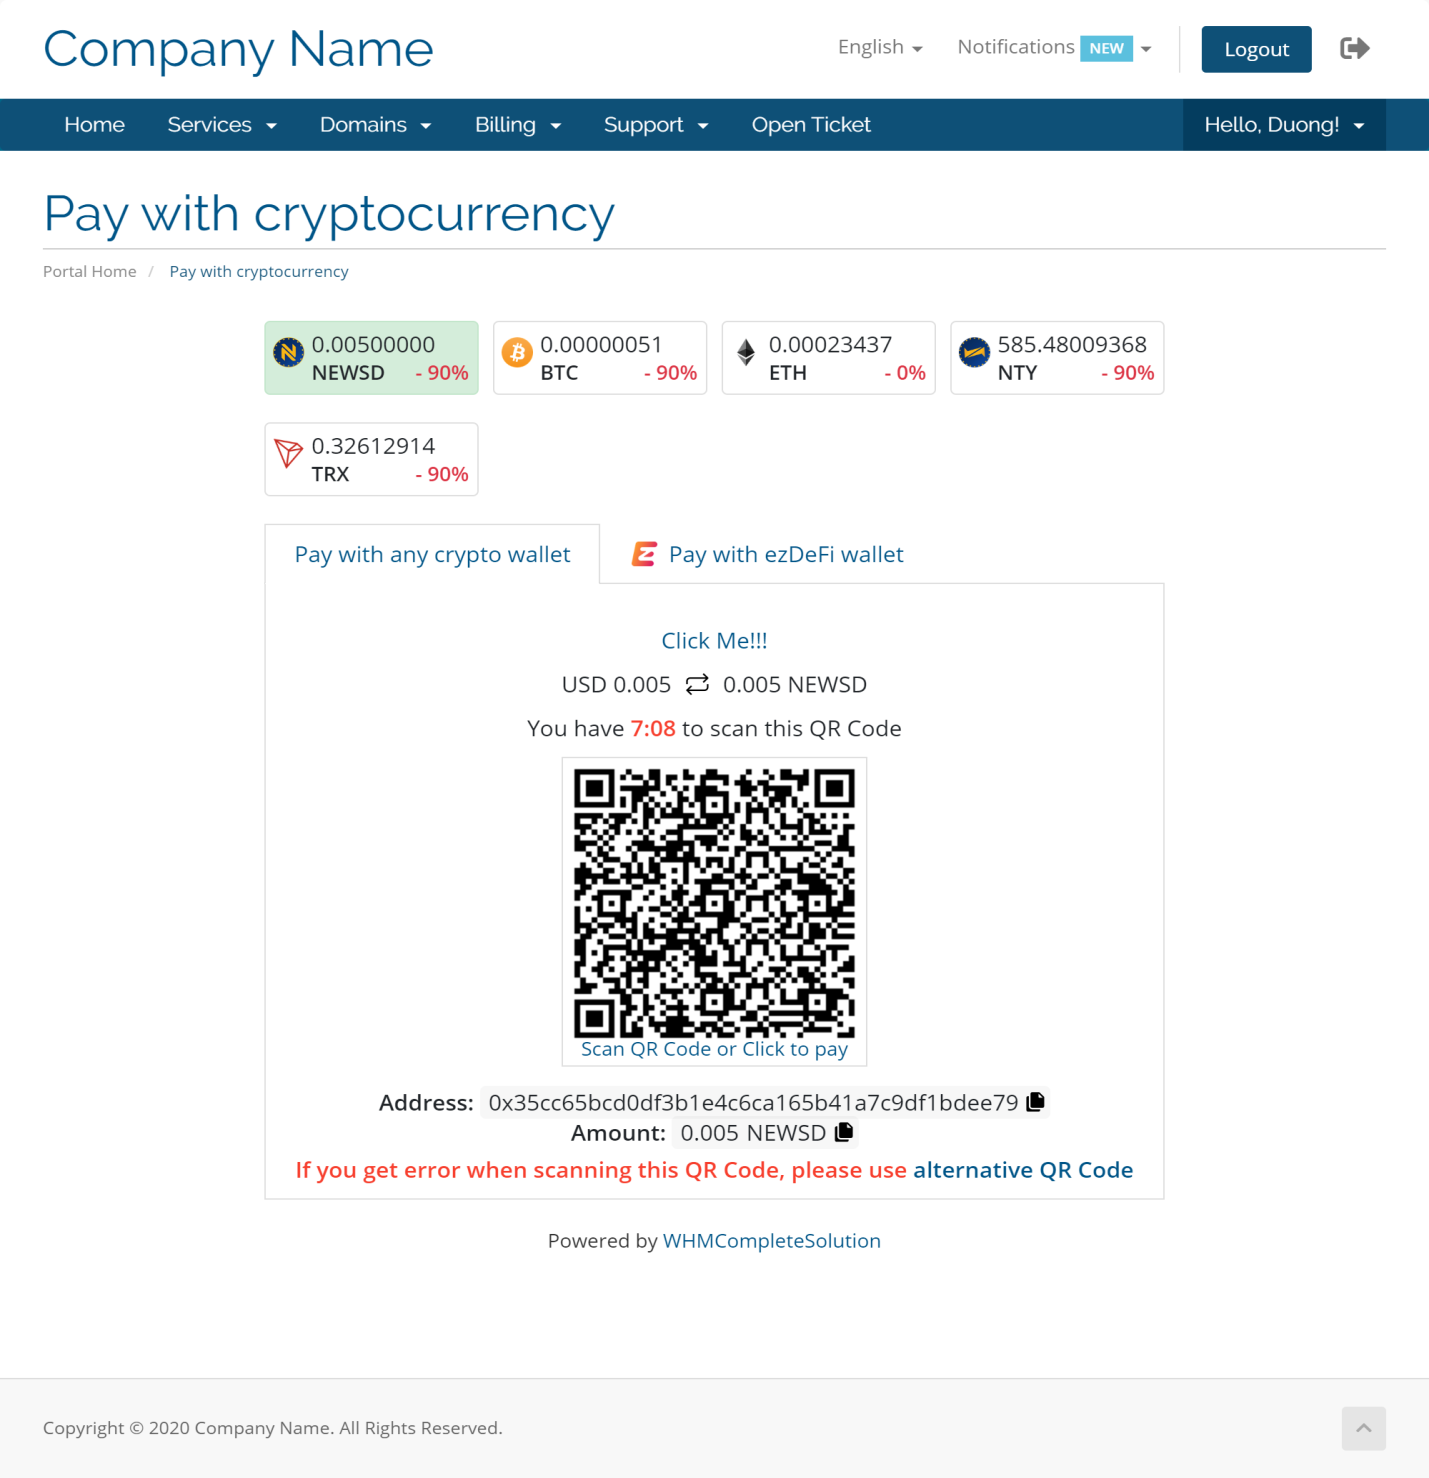 Company Name
English
Notifications NEW
Logout
Home Services Domains Billing Support Open Ticket Hello, Duong!
Pay with cryptocurrency
Portal Home / Pay with cryptocurrency
0.00500000
NEWSD - 90%
0.00000051
BTC - 90%
0.00023437
ETH - 0%
585.48009368
NTY - 90%
0.32612914
TRX - 90%
Pay with any crypto wallet
Pay with ezDeFi wallet
Click Me!!!
USD 0.005 0.005 NEWSD
You have 7:08 to scan this QR Code
Scan QR Code or Click to pay
Address: 0x35cc65bcd0df3b1e4c6ca165b41a7c9df1bdee79
Amount: 0.005 NEWSD
If you get error when scanning this QR Code, please use alternative QR Code
Powered by WHMCompleteSolution
Copyright © 2020 Company Name. All Rights Reserved.